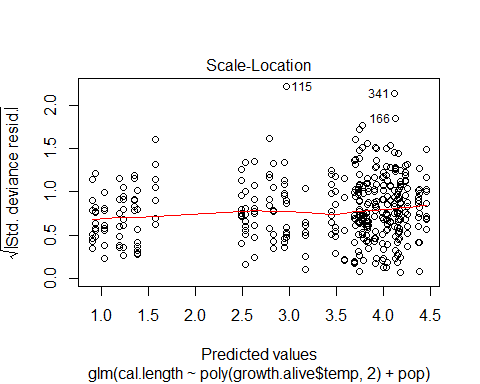 Scale-Location
√|Std. deviance resid.|
2.0
1.5
1.0
0.5
0.0
115
341
166
1.0 1.5 2.0 2.5 3.0 3.5 4.0 4.5
Predicted values
glm(cal.length ~ poly(growth.alive$temp, 2) + pop)